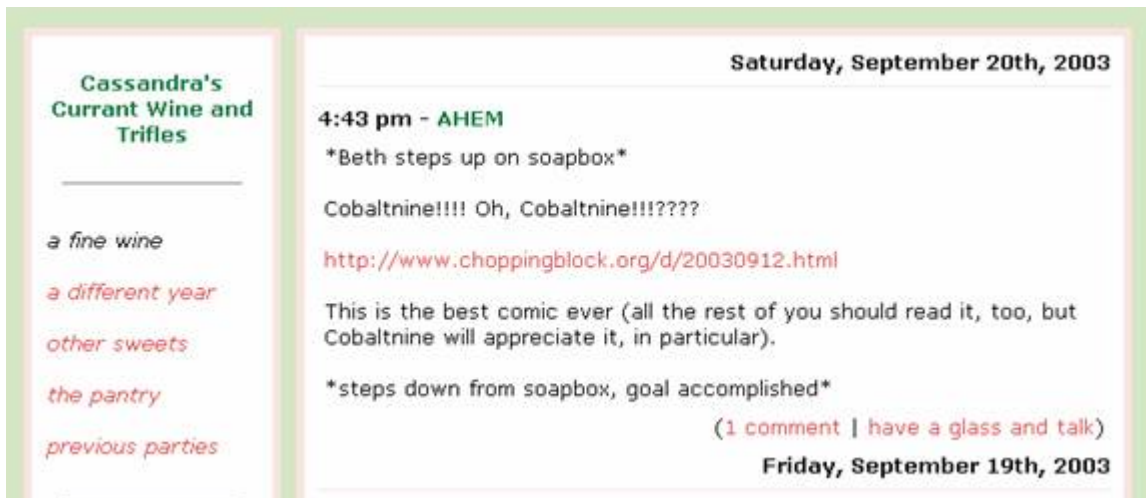 Cassandra's
Currant Wine and
Trifles
a fine wine
a different year
other sweets
the pantry
previous parties
Saturday, September 20th, 2003
4:43 pm - AHEM
*Beth steps up on soapbox*
Cobaltnine!!!! Oh, Cobaltnine!!!????
http://www.choppingblock.org/d/20030912.html
This is the best comic ever (all the rest of you should read it, too, but
Cobaltnine will appreciate it, in particular).
*steps down from soapbox, goal accomplished*
(1 comment | have a glass and talk)
Friday, September 19th, 2003